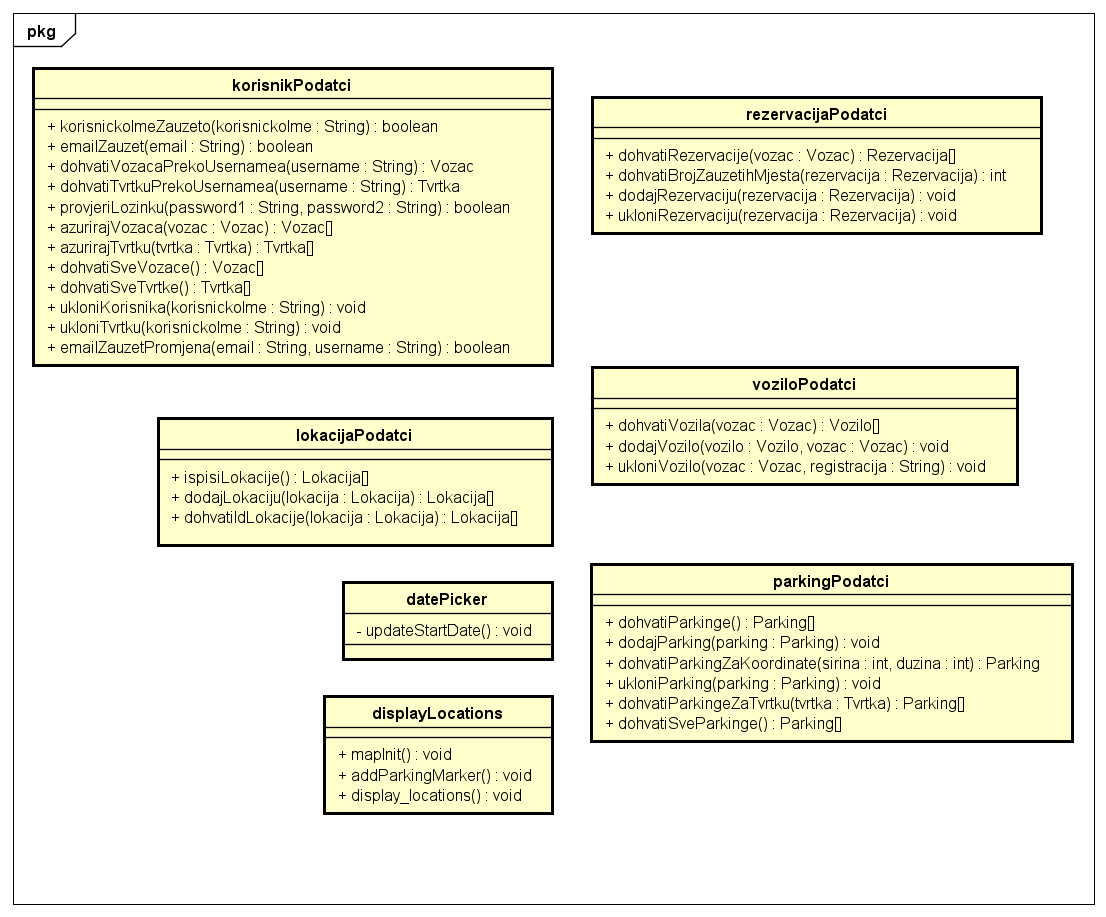 pkg
korisnikPodatci
+ korisnickoImeZauzeto(korisnickoIme : String) : boolean
+ emailZauzet(email : String) : boolean
+ dohvatiVozacaPrekoUsernamea(username : String) : Vozac
+ dohvatiTvrtkuPrekoUsernamea(username : String) : Tvrtka
+ provjeriLozinku(password1 : String, password2 : String) : boolean
+ azurirajVozaca(vozac : Vozac) : Vozac[]
+ azurirajTvrtku(tvrtka : Tvrtka) : Tvrtka[]
+ dohvatiSveVozace() : Vozac[]
+ dohvatiSveTvrtke() : Tvrtka[]
+ ukloniKorisnika(korisnickoIme : String) : void
+ ukloniTvrtku(korisnickoIme : String) : void
+ emailZauzetPromjena(email : String, username : String) : boolean
rezervacijaPodatci
+ dohvatiRezervacije(vozac : Vozac) : Rezervacija[]
+ dohvatiBrojZauzetihMjesta(rezervacija : Rezervacija) : int
+ dodajRezervaciju(rezervacija : Rezervacija) : void
+ ukloniRezervaciju(rezervacija : Rezervacija) : void
voziloPodatci
+ dohvatiVozila(vozac : Vozac) : Vozilo[]
+ dodajVozilo(vozilo : Vozilo, vozac : Vozac) : void
+ ukloniVozilo(vozac : Vozac, registracija : String) : void
lokacijaPodatci
+ ispisiLokacije() : Lokacija[]
+ dodajLokaciju(lokacija : Lokacija) : Lokacija[]
+ dohvatiIdLokacije(lokacija : Lokacija) : Lokacija[]
datePicker
- updateStartDate() : void
parkingPodatci
+ dohvatiParkinge() : Parking[]
+ dodajParking(parking : Parking) : void
+ dohvatiParkingZaKoordinate(sirina : int, duzina : int) : Parking
+ ukloniParking(parking : Parking) : void
+ dohvatiParkingeZaTvrtku(tvrtka : Tvrtka) : Parking[]
+ dohvatiSveParkinge() : Parking[]
displayLocations
+ mapInit() : void
+ addParkingMarker() : void
+ display_locations() : void